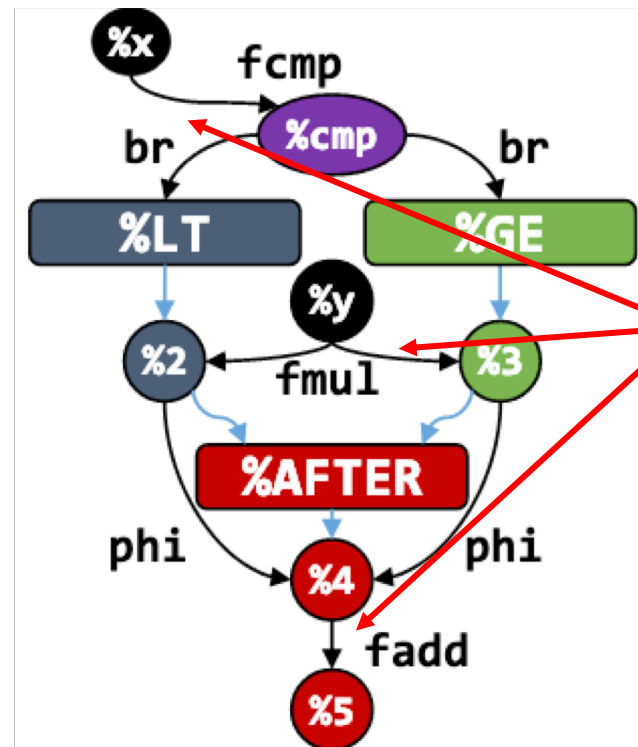 %x
fcmp
%cmp
br
br
%LT
%GE
%y
%2
%3
fmul
%AFTER
phi
phi
%4
fadd
%5